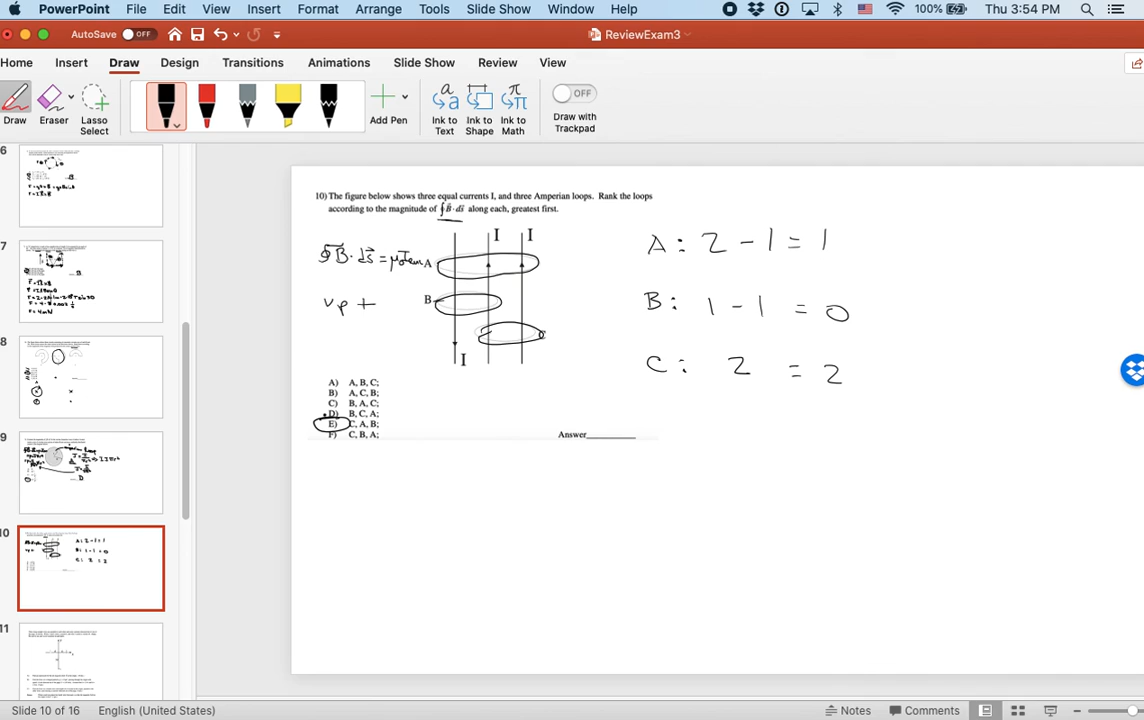 PowerPoint File Edit View Insert Format Arrange Tools Slide Show Window Help 100% Thu 3:54 PM
AutoSave OFF ReviewExam3
Home Insert Draw Design Transitions Animations Slide Show Review View
Draw Eraser Lasso Select Add Pen Ink to Text Ink to Shape Ink to Math OFF Draw with Trackpad
6
7
8
9
10
11
10) The figure below shows three equal currents I, and three Amperian loops. Rank the loops
according to the magnitude of ∮B⃗·ds⃗ along each, greatest first.
I I
∮B⃗·ds⃗ = μ₀Ienc A
B
up +
C
I
A) A, B, C;
B) A, C, B;
C) B, A, C;
D) B, C, A;
E) C, A, B;
F) C, B, A;
Answer________
A: 2 - 1 = 1
B: 1 - 1 = 0
C: 2 = 2
Slide 10 of 16 English (United States) Notes Comments